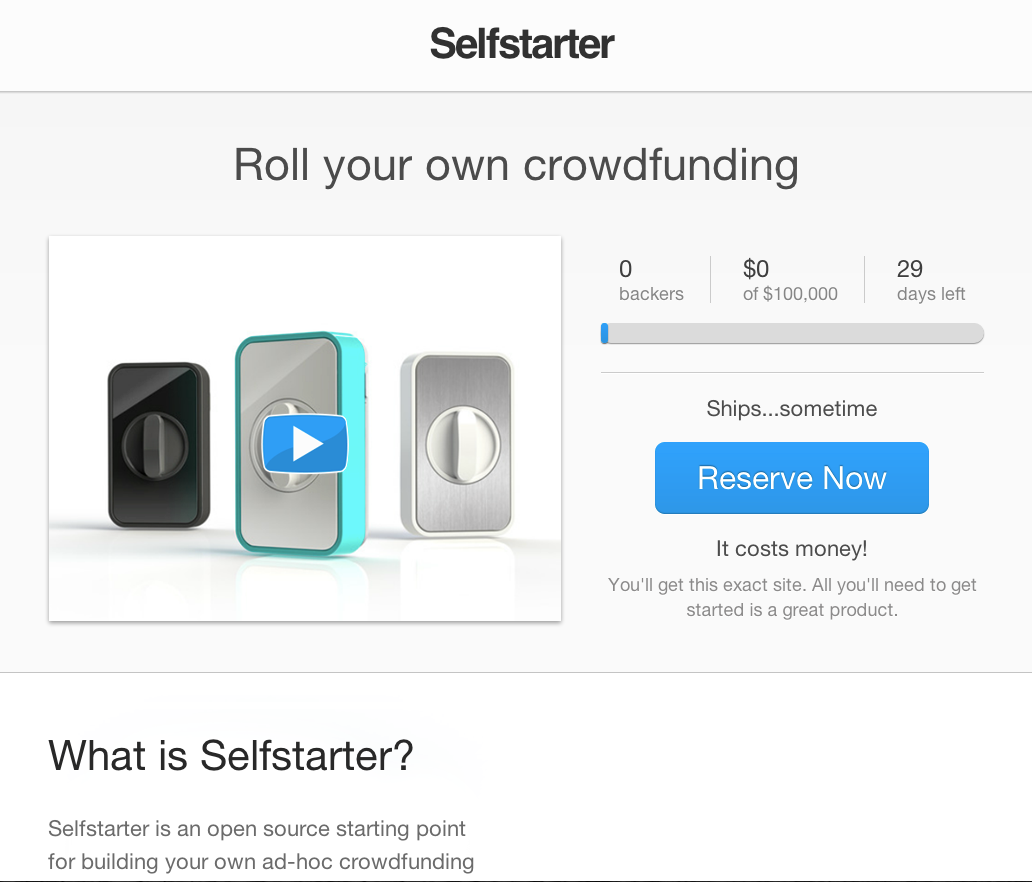 Selfstarter
Roll your own crowdfunding
0
backers
$0
of $100,000
29
days left
Ships...sometime
Reserve Now
It costs money!
You'll get this exact site. All you'll need to get
started is a great product.
What is Selfstarter?
Selfstarter is an open source starting point
for building your own ad-hoc crowdfunding